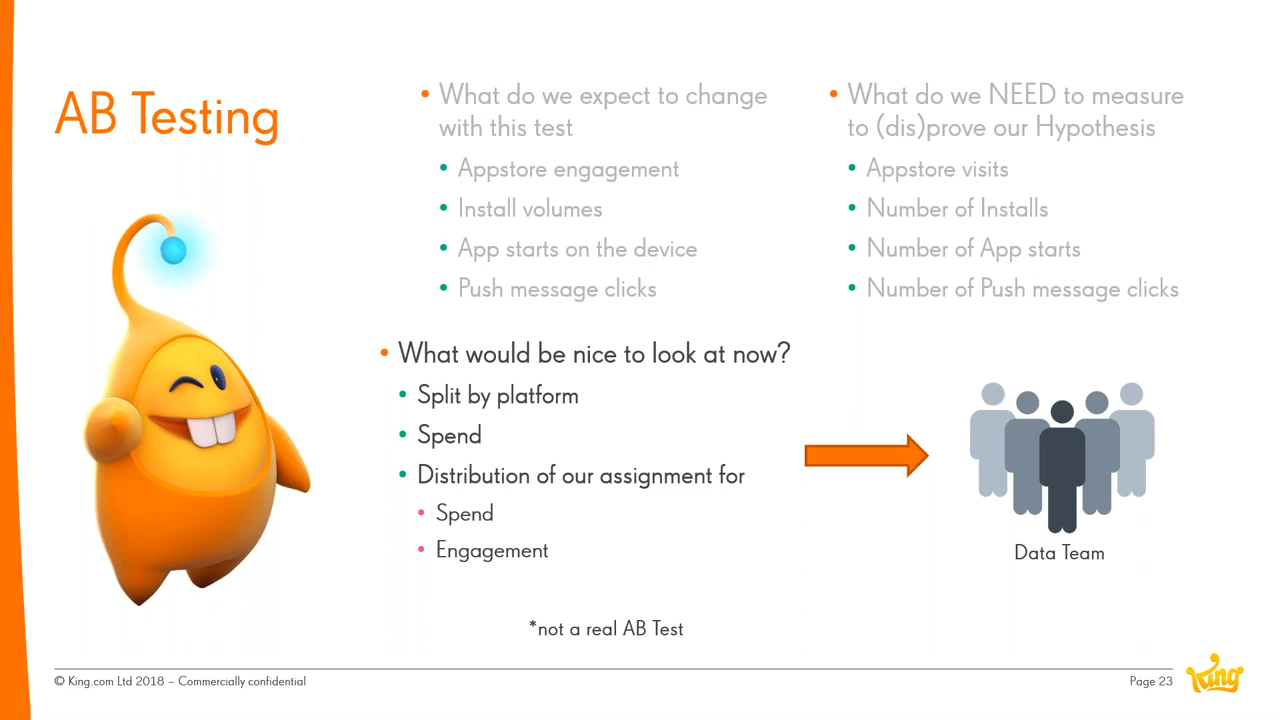 AB Testing
• What do we expect to change
with this test
• Appstore engagement
• Install volumes
• App starts on the device
• Push message clicks
• What do we NEED to measure
to (dis)prove our Hypothesis
• Appstore visits
• Number of Installs
• Number of App starts
• Number of Push message clicks
• What would be nice to look at now?
• Split by platform
• Spend
• Distribution of our assignment for
• Spend
• Engagement
Data Team
*not a real AB Test
© King.com Ltd 2018 – Commercially confidential
Page 23
King